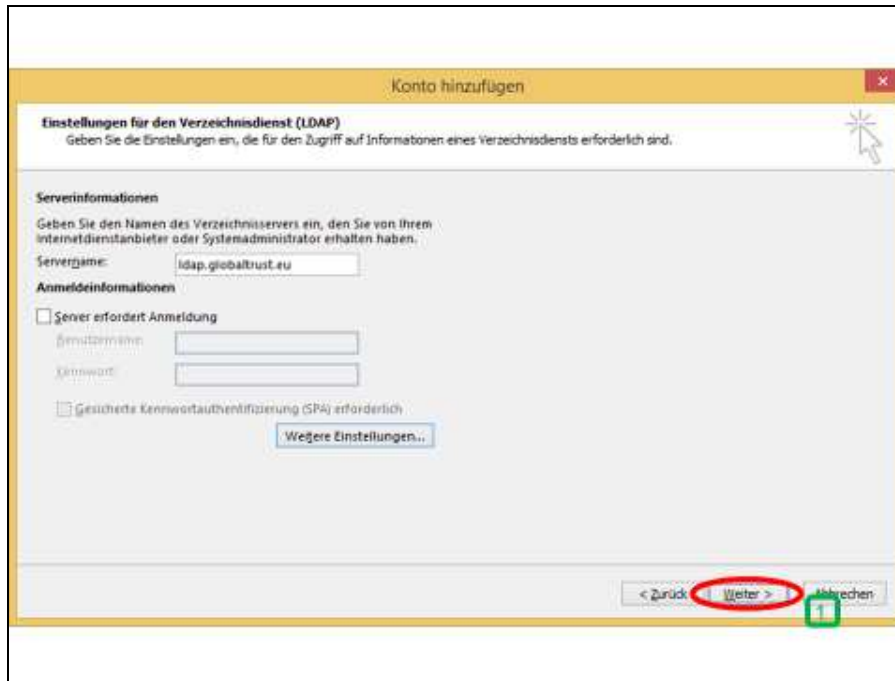 Konto hinzufügen
Einstellungen für den Verzeichnisdienst (LDAP)
Geben Sie die Einstellungen ein, die für den Zugriff auf Informationen eines Verzeichnisdiensts erforderlich sind.
Serverinformationen
Geben Sie den Namen des Verzeichnisservers ein, den Sie von Ihrem
Internetdienstanbieter oder Systemadministrator erhalten haben.
Servername: ldap.globaltrust.eu
Anmeldeinformationen
Server erfordert Anmeldung
Benutzername:
Kennwort:
Gesicherte Kennwortauthentifizierung (SPA) erforderlich
Weitere Einstellungen...
< Zurück Weiter > Abbrechen
1